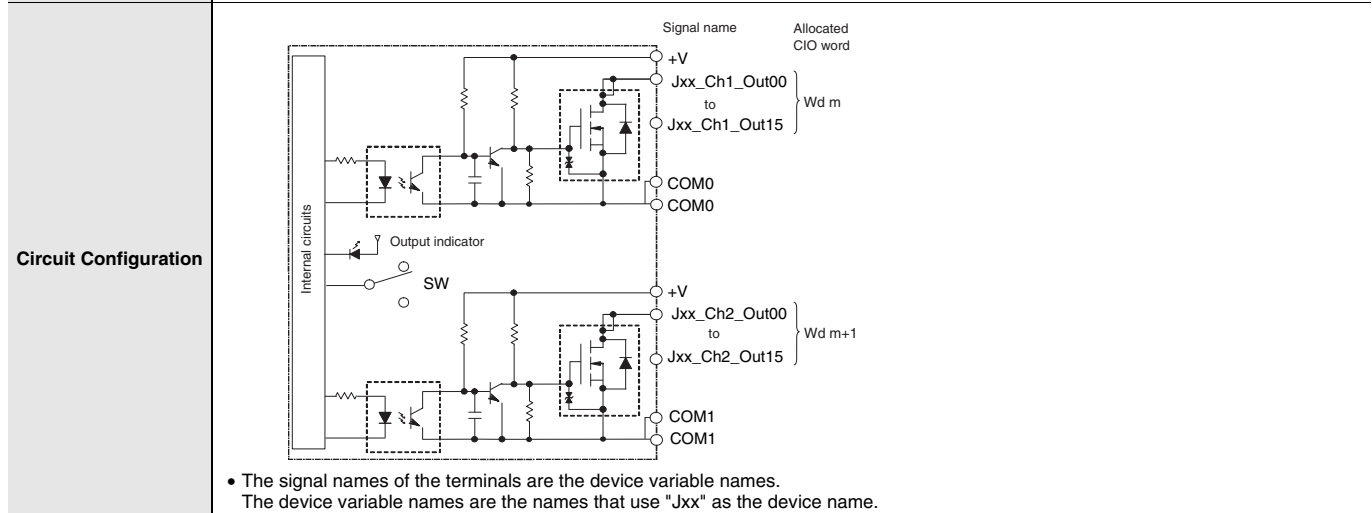 Circuit Configuration
Signal name
Allocated
CIO word
+V
Jxx_Ch1_Out00
to
Jxx_Ch1_Out15
Wd m
COM0
COM0
Internal circuits
Output indicator
SW
+V
Jxx_Ch2_Out00
to
Jxx_Ch2_Out15
Wd m+1
COM1
COM1
• The signal names of the terminals are the device variable names.
The device variable names are the names that use "Jxx" as the device name.